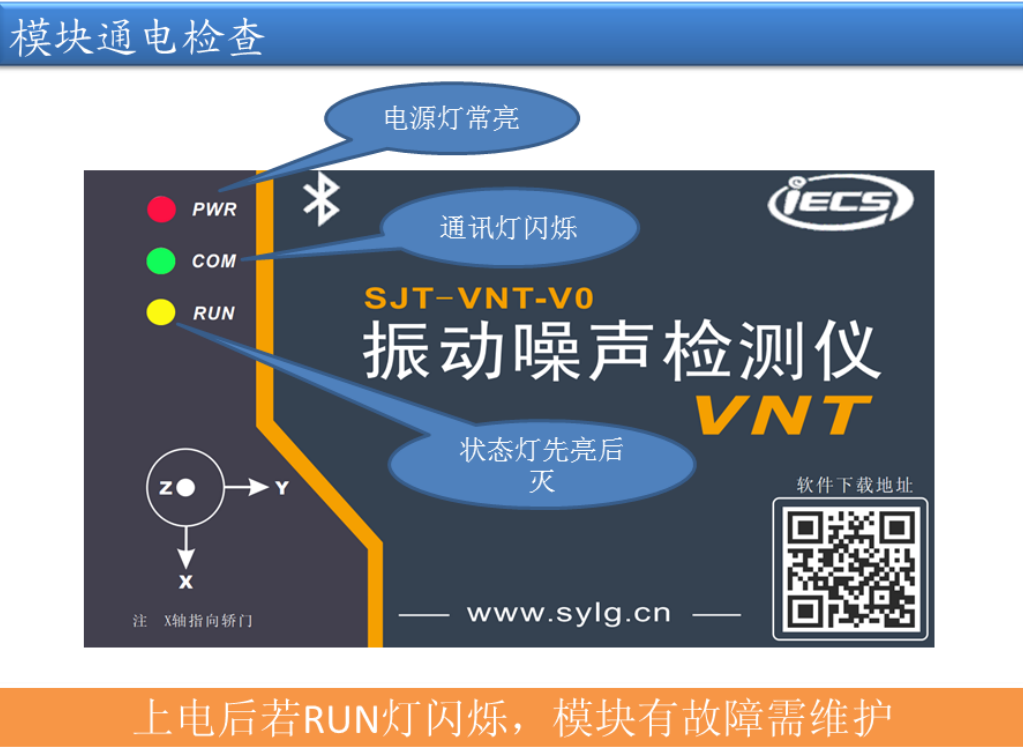 模块通电检查
电源灯常亮
PWR
iECS
通讯灯闪烁
COM
SJT-VNT-V0
RUN
振动噪声检测仪
VNT
状态灯先亮后
灭
软件下载地址
Z
Y
X
注 X轴指向轿门
www.sylg.cn
上电后若RUN灯闪烁，模块有故障需维护